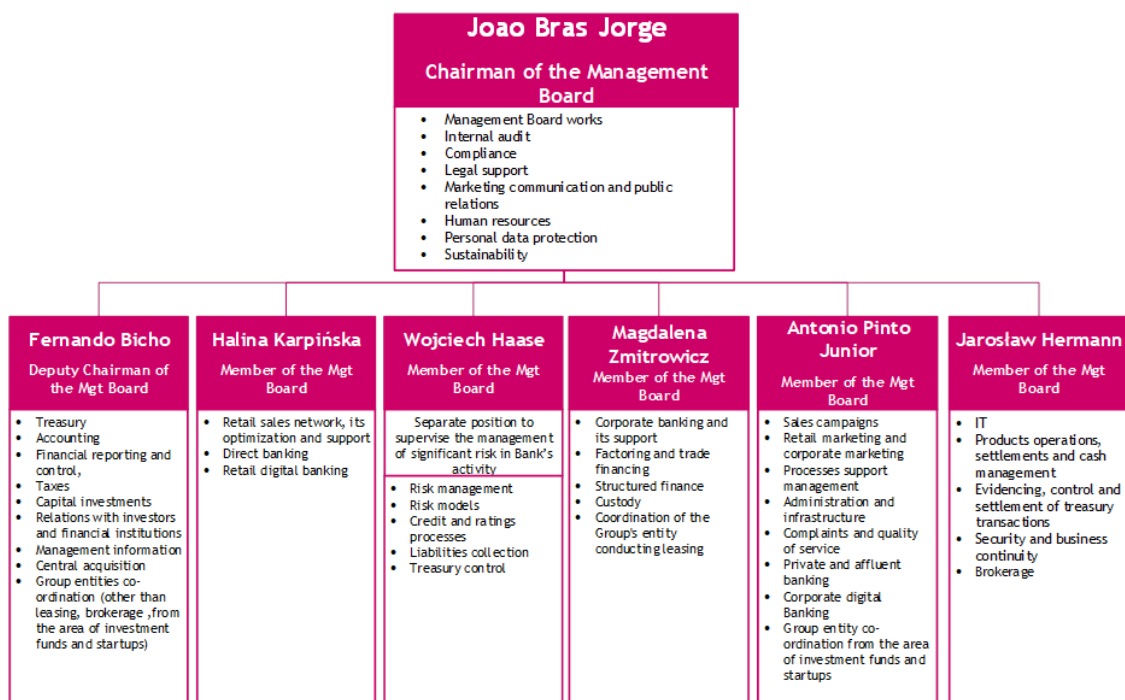 Joao Bras Jorge
Chairman of the Management
Board
• Management Board works
• Internal audit
• Compliance
• Legal support
• Marketing communication and public
relations
• Human resources
• Personal data protection
• Sustainability
Fernando Bicho
Deputy Chairman of
the Mgt Board
• Treasury
• Accounting
• Financial reporting and
control,
• Taxes
• Capital investments
• Relations with investors
and financial institutions
• Management information
• Central acquisition
• Group entities co-
ordination (other than
leasing, brokerage ,from
the area of investment
funds and startups)
Halina Karpińska
Member of the Mgt
Board
• Retail sales network, its
optimization and support
• Direct banking
• Retail digital banking
Wojciech Haase
Member of the Mgt
Board
Separate position to
supervise the management
of significant risk in Bank's
activity
• Risk management
• Risk models
• Credit and ratings
processes
• Liabilities collection
• Treasury control
Magdalena
Zmitrowicz
Member of the Mgt
Board
• Corporate banking and
its support
• Factoring and trade
financing
• Structured finance
• Custody
• Coordination of the
Group's entity
conducting leasing
Antonio Pinto
Junior
Member of the Mgt
Board
• Sales campaigns
• Retail marketing and
corporate marketing
• Processes support
management
• Administration and
infrastructure
• Complaints and quality
of service
• Private and affluent
banking
• Corporate digital
Banking
• Group entity co-
ordination from the area
of investment funds and
startups
Jarosław Hermann
Member of the Mgt
Board
• IT
• Products operations,
settlements and cash
management
• Evidencing, control and
settlement of treasury
transactions
• Security and business
continuity
• Brokerage